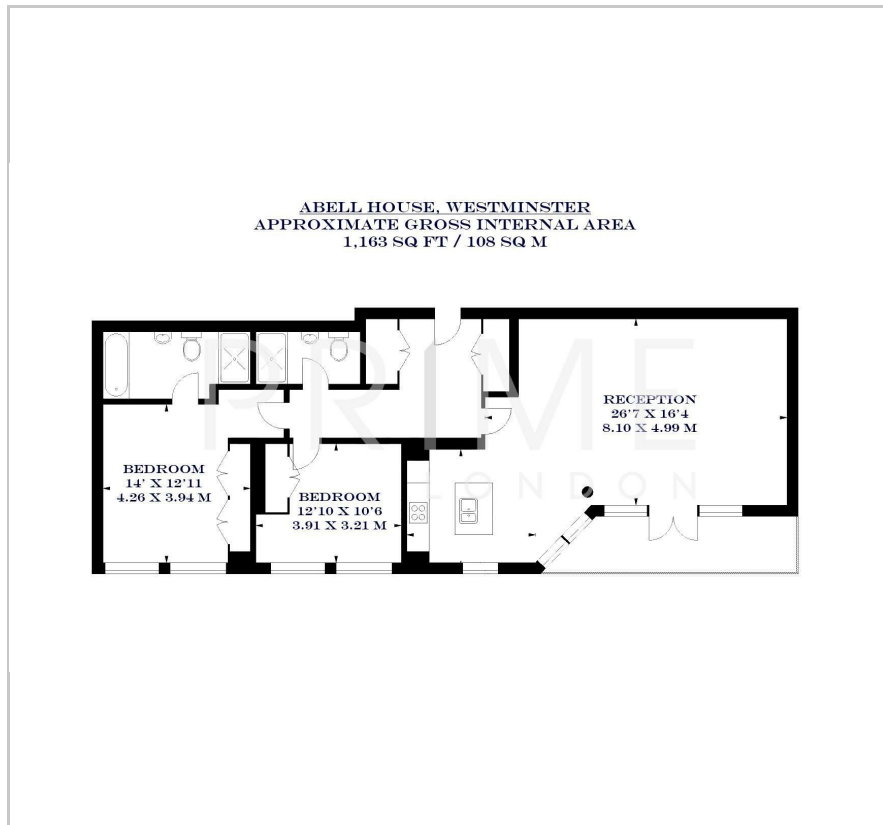 ABELL HOUSE, WESTMINSTER
APPROXIMATE GROSS INTERNAL AREA
1,163 SQ FT / 108 SQ M
PRIME
LONDON
RECEPTION
26'7 X 16'4
8.10 X 4.99 M
BEDROOM
14' X 12'11
4.26 X 3.94 M
BEDROOM
12'10 X 10'6
3.91 X 3.21 M